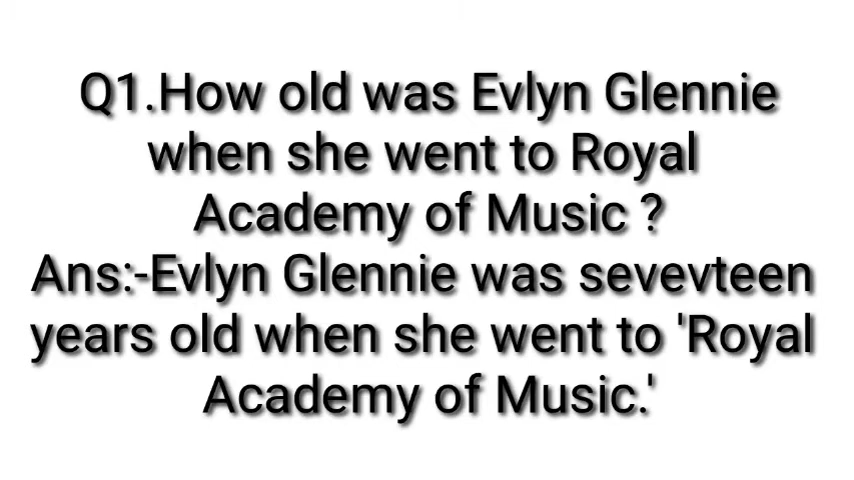 Q1.How old was Evlyn Glennie
when she went to Royal
Academy of Music ?
Ans:-Evlyn Glennie was sevevteen
years old when she went to 'Royal
Academy of Music.'